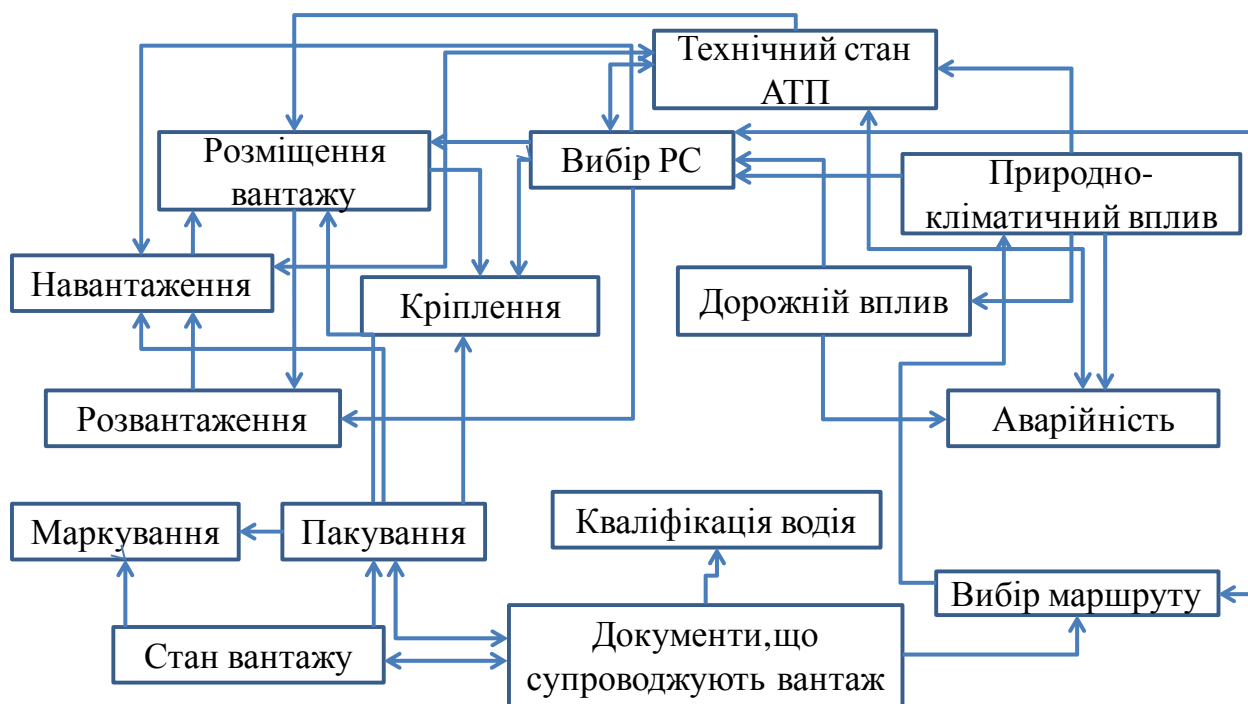 Технічний стан
АТП
Розміщення
вантажу
Вибір РС
Природно-
кліматичний вплив
Навантаження
Кріплення
Дорожній вплив
Розвантаження
Аварійність
Маркування
Пакування
Кваліфікація водія
Вибір маршруту
Стан вантажу
Документи,що
супроводжують вантаж